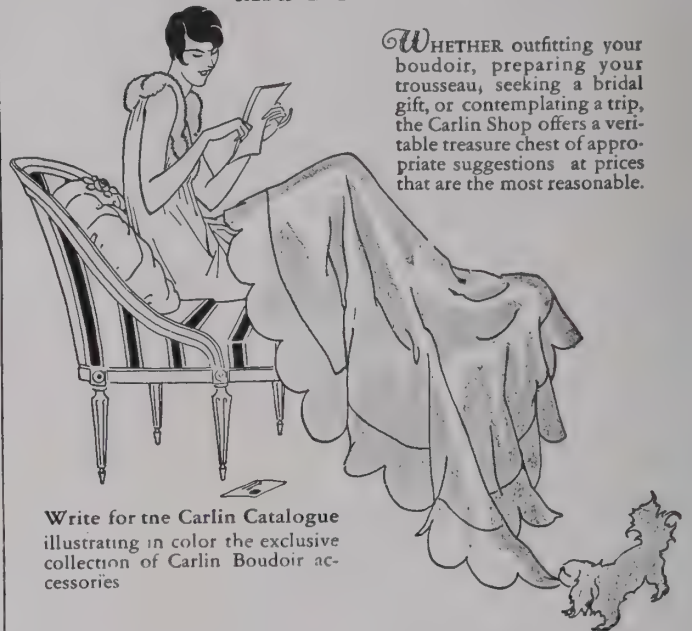 WHETHER outfitting your
boudoir, preparing your
trousseau, seeking a bridal
gift, or contemplating a trip,
the Carlin Shop offers a veri-
table treasure chest of appro-
priate suggestions at prices
that are the most reasonable.
Write for tne Carlin Catalogue
illustrating in color the exclusive
collection of Carlin Boudoir ac-
cessories